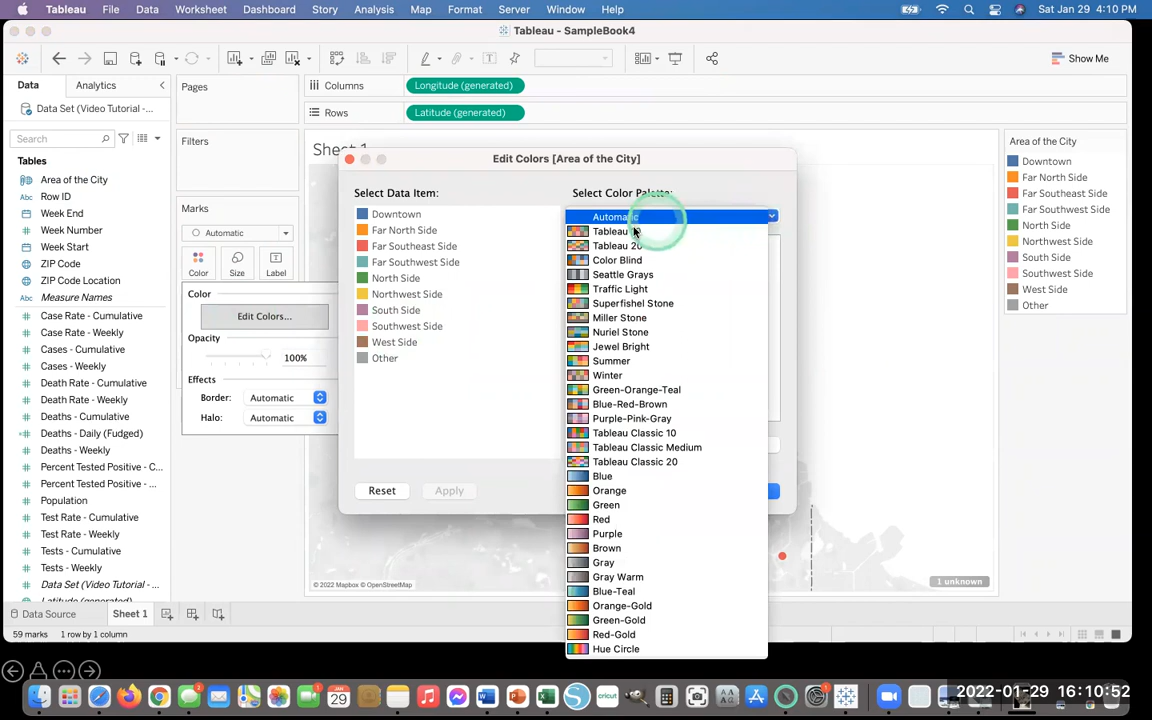 Tableau File Data Worksheet Dashboard Story Analysis Map Format Server Window Help Sat Jan 29 4:10 PM
Tableau - SampleBook4
Show Me
Data Analytics Pages Columns Longitude (generated)
Data Set (Video Tutorial -... Rows Latitude (generated)
Search
Filters
Sheet 1
Tables
Area of the City
Abc Row ID
Week End
Week Number
Week Start
ZIP Code
ZIP Code Location
Abc Measure Names
Case Rate - Cumulative
Case Rate - Weekly
Cases - Cumulative
Cases - Weekly
Death Rate - Cumulative
Death Rate - Weekly
Deaths - Cumulative
Deaths - Daily (Fudged)
Deaths - Weekly
Percent Tested Positive - C...
Percent Tested Positive -...
Population
Test Rate - Cumulative
Test Rate - Weekly
Tests - Cumulative
Tests - Weekly
Data Set (Video Tutorial - ...
Latitude (generated)
Marks
Automatic
Color Size Label
Color
Edit Colors...
Opacity
100%
Effects
Border: Automatic
Halo: Automatic
Edit Colors [Area of the City]
Select Data Item:
Downtown
Far North Side
Far Southeast Side
Far Southwest Side
North Side
Northwest Side
South Side
Southwest Side
West Side
Other
Reset Apply
Select Color Palette:
Automatic
Tableau 10
Tableau 20
Color Blind
Seattle Grays
Traffic Light
Superfishel Stone
Miller Stone
Nuriel Stone
Jewel Bright
Summer
Winter
Green-Orange-Teal
Blue-Red-Brown
Purple-Pink-Gray
Tableau Classic 10
Tableau Classic Medium
Tableau Classic 20
Blue
Orange
Green
Red
Purple
Brown
Gray
Gray Warm
Blue-Teal
Orange-Gold
Green-Gold
Red-Gold
Hue Circle
Area of the City
Downtown
Far North Side
Far Southeast Side
Far Southwest Side
North Side
Northwest Side
South Side
Southwest Side
West Side
Other
© 2022 Mapbox © OpenStreetMap
1 unknown
Data Source Sheet 1
59 marks 1 row by 1 column
2022-01-29 16:10:52